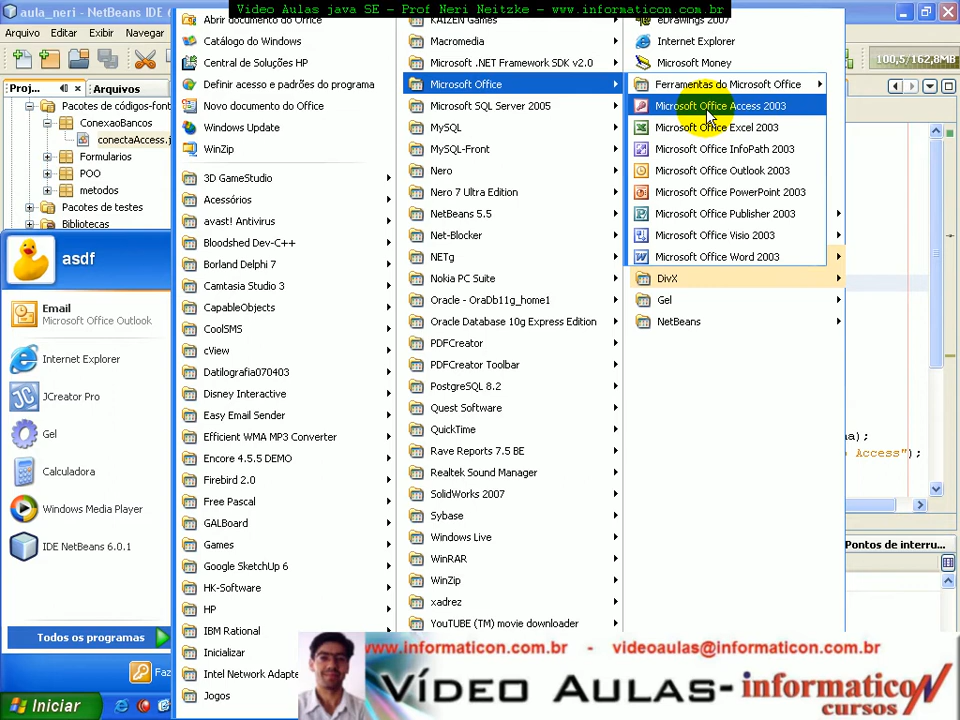 Video Aulas java SE - Prof Neri Neitzke - www.informaticon.com.br
aula_neri - NetBeans IDE
Arquivo Editar Exibir Navegar
100,5/162,8MB
Proj... Arquivos
Pacotes de códigos-font
ConexaoBancos
conectaAccess.j
Formularios
POO
metodos
Pacotes de testes
Bibliotecas
asdf
Email
Microsoft Office Outlook
Internet Explorer
JCreator Pro
Gel
Calculadora
Windows Media Player
IDE NetBeans 6.0.1
Todos os programas
Faz
Iniciar
Abrir documento do Office
Catálogo do Windows
Central de Soluções HP
Definir acesso e padrões do programa
Novo documento do Office
Windows Update
WinZip
3D GameStudio
Acessórios
avast! Antivirus
Bloodshed Dev-C++
Borland Delphi 7
Camtasia Studio 3
CapableObjects
CoolSMS
cView
Datilografia070403
Disney Interactive
Easy Email Sender
Efficient WMA MP3 Converter
Encore 4.5.5 DEMO
Firebird 2.0
Free Pascal
GALBoard
Games
Google SketchUp 6
HK-Software
HP
IBM Rational
Inicializar
Intel Network Adapte
Jogos
KAIZEN Games
Macromedia
Microsoft .NET Framework SDK v2.0
Microsoft Office
Microsoft SQL Server 2005
MySQL
MySQL-Front
Nero
Nero 7 Ultra Edition
NetBeans 5.5
Net-Blocker
NETg
Nokia PC Suite
Oracle - OraDb11g_home1
Oracle Database 10g Express Edition
PDFCreator
PDFCreator Toolbar
PostgreSQL 8.2
Quest Software
QuickTime
Rave Reports 7.5 BE
Realtek Sound Manager
SolidWorks 2007
Sybase
Windows Live
WinRAR
WinZip
xadrez
YouTUBE (TM) movie downloader
eDrawings 2007
Internet Explorer
Microsoft Money
Ferramentas do Microsoft Office
Microsoft Office Access 2003
Microsoft Office Excel 2003
Microsoft Office InfoPath 2003
Microsoft Office Outlook 2003
Microsoft Office PowerPoint 2003
Microsoft Office Publisher 2003
Microsoft Office Visio 2003
Microsoft Office Word 2003
DivX
Gel
NetBeans
a);
o Access");
Pontos de interru...
www.informaticon.com.br - videoaulas@informaticon.com.br
VÍDEO AULAS- informaticon
cursos